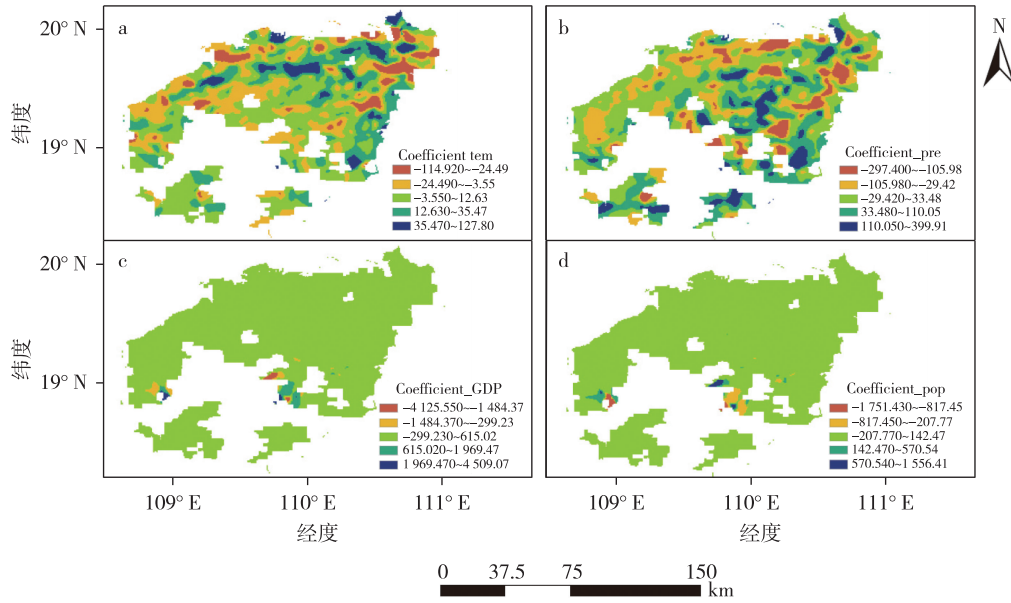 20° N
19° N
纬度
a
Coefficient tem
−114.920~−24.49
−24.490~−3.55
−3.550~12.63
12.630~35.47
35.470~127.80
b
Coefficient_pre
−297.400~−105.98
−105.980~−29.42
−29.420~33.48
33.480~110.05
110.050~399.91
N
20° N
19° N
纬度
c
Coefficient_GDP
−4 125.550~−1 484.37
−1 484.370~−299.23
−299.230~615.02
615.020~1 969.47
1 969.470~4 509.07
d
Coefficient_pop
−1 751.430~−817.45
−817.450~−207.77
−207.770~142.47
142.470~570.54
570.540~1 556.41
109° E 110° E 111° E
经度
109° E 110° E 111° E
经度
0 37.5 75 150
km